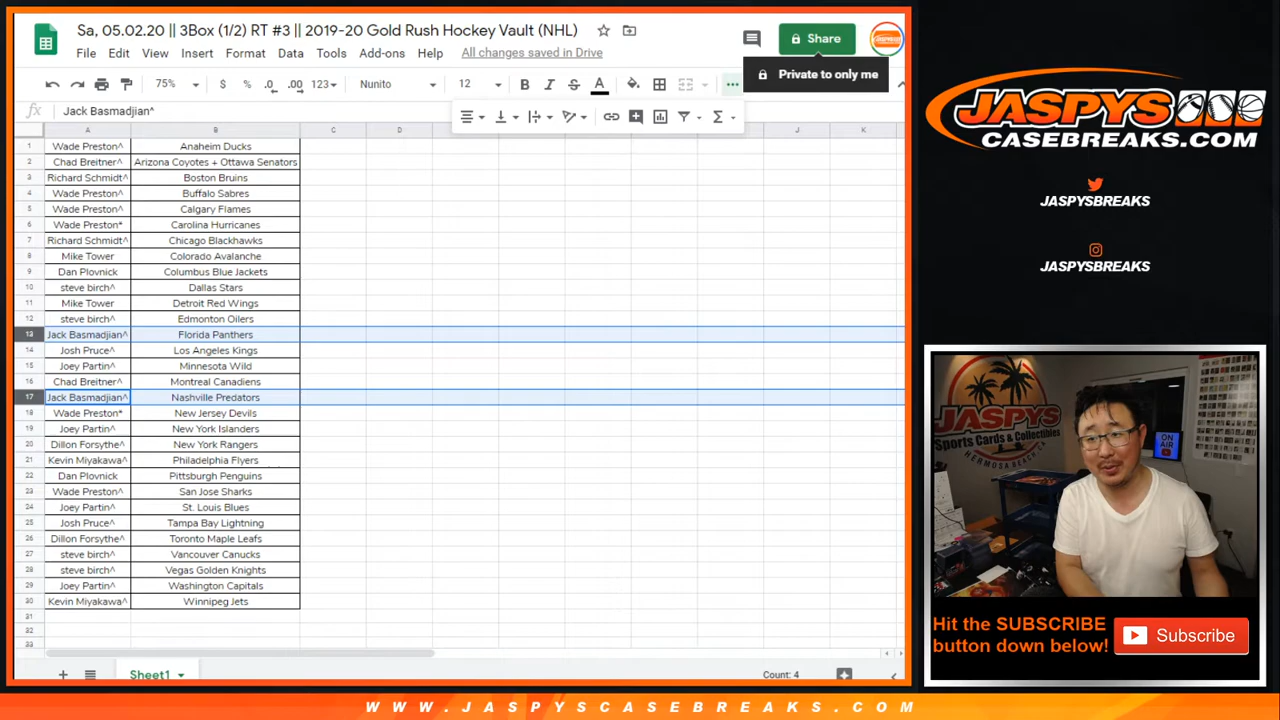 Sa, 05.02.20 || 3Box (1/2) RT #3 || 2019-20 Gold Rush Hockey Vault (NHL)
File Edit View Insert Format Data Tools Add-ons Help All changes saved in Drive
Share
Private to only me
75% $ % .0 .00 123 Nunito 12 B I S A
fx Jack Basmadjian^
A B C D E F G H I J K
1 Wade Preston^ Anaheim Ducks
2 Chad Breitner^ Arizona Coyotes + Ottawa Senators
3 Richard Schmidt^ Boston Bruins
4 Wade Preston^ Buffalo Sabres
5 Wade Preston^ Calgary Flames
6 Wade Preston* Carolina Hurricanes
7 Richard Schmidt^ Chicago Blackhawks
8 Mike Tower Colorado Avalanche
9 Dan Plovnick Columbus Blue Jackets
10 steve birch^ Dallas Stars
11 Mike Tower Detroit Red Wings
12 steve birch^ Edmonton Oilers
13 Jack Basmadjian^ Florida Panthers
14 Josh Pruce^ Los Angeles Kings
15 Joey Partin^ Minnesota Wild
16 Chad Breitner^ Montreal Canadiens
17 Jack Basmadjian^ Nashville Predators
18 Wade Preston* New Jersey Devils
19 Joey Partin^ New York Islanders
20 Dillon Forsythe^ New York Rangers
21 Kevin Miyakawa^ Philadelphia Flyers
22 Dan Plovnick Pittsburgh Penguins
23 Wade Preston^ San Jose Sharks
24 Joey Partin^ St. Louis Blues
25 Josh Pruce^ Tampa Bay Lightning
26 Dillon Forsythe^ Toronto Maple Leafs
27 steve birch^ Vancouver Canucks
28 steve birch^ Vegas Golden Knights
29 Joey Partin^ Washington Capitals
30 Kevin Miyakawa^ Winnipeg Jets
31
32
33
Sheet1 Count: 4
JASPYS
CASEBREAKS.COM
JASPYSBREAKS
JASPYSBREAKS
JASPYS
Sports Cards & Collectibles
HERMOSA BEACH
ON
AIR
Hit the SUBSCRIBE
button down below!
Subscribe
WWW.JASPYSCASEBREAKS.COM